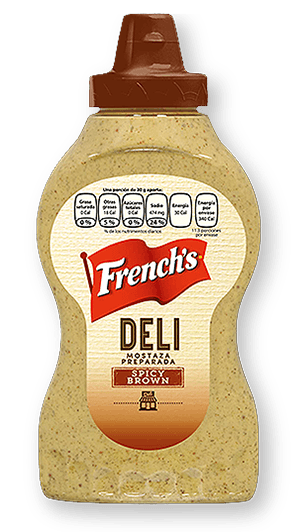 Una porción de 20 g aporta:
Grasa saturada 0 Cal 0 %
Otras grasas 18 Cal 5 %
Azúcares totales 0 Cal 0 %
Sodio 474 mg 24 %
Energía 30 Cal
Energía por envase 340 Cal
% de los nutrimentos diarios
11.3 porciones por envase
French's
DELI
MOSTAZA
PREPARADA
SPICY
BROWN
Deli